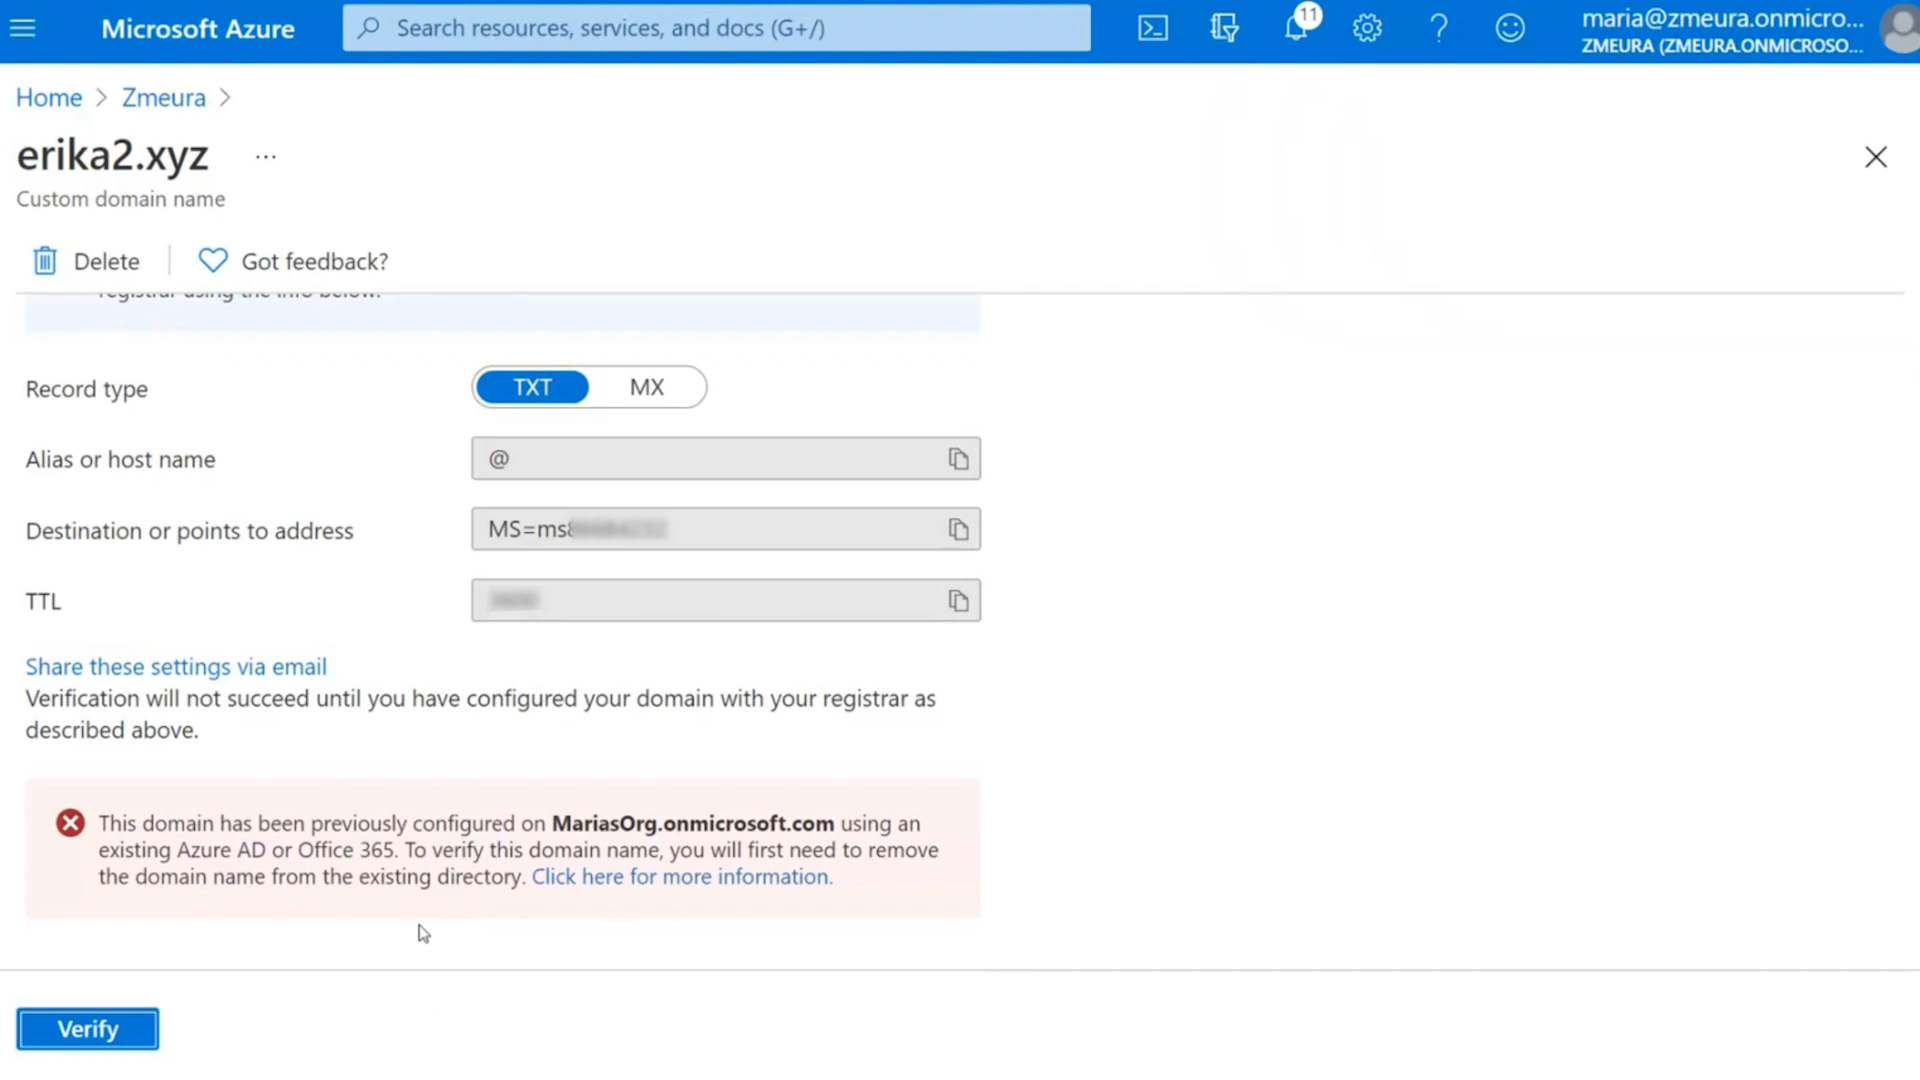 Microsoft Azure
Search resources, services, and docs (G+/)
11
maria@zmeura.onmicro...
ZMEURA (ZMEURA.ONMICROSO...
Home > Zmeura >
erika2.xyz ...
Custom domain name
Delete
Got feedback?
registrar using the info below.
Record type
TXT
MX
Alias or host name
@
Destination or points to address
MS=ms
TTL
Share these settings via email
Verification will not succeed until you have configured your domain with your registrar as
described above.
This domain has been previously configured on MariasOrg.onmicrosoft.com using an
existing Azure AD or Office 365. To verify this domain name, you will first need to remove
the domain name from the existing directory. Click here for more information.
Verify